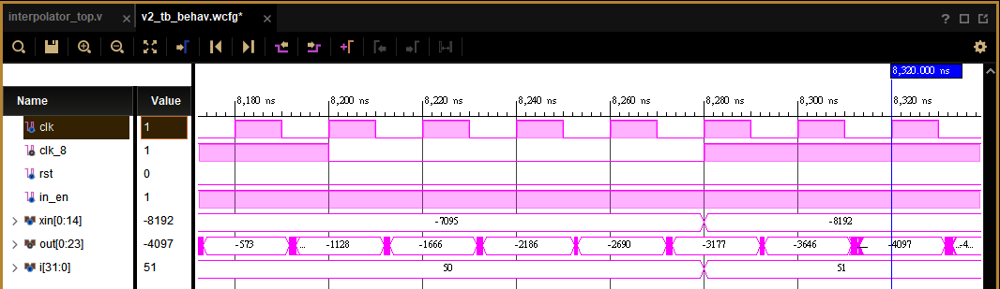 interpolator_top.v × v2_tb_behav.wcfg* ×
8,320.000 ns
Name Value
8,180 ns 8,200 ns 8,220 ns 8,240 ns 8,260 ns 8,280 ns 8,300 ns 8,320 ns
clk 1
clk_8 1
rst 0
in_en 1
xin[0:14] -8192 -7095 -8192
out[0:23] -4097 -573 ... -1128 -1666 -2186 -2690 -3177 -3646 -4097 ... -4...
i[31:0] 51 50 51